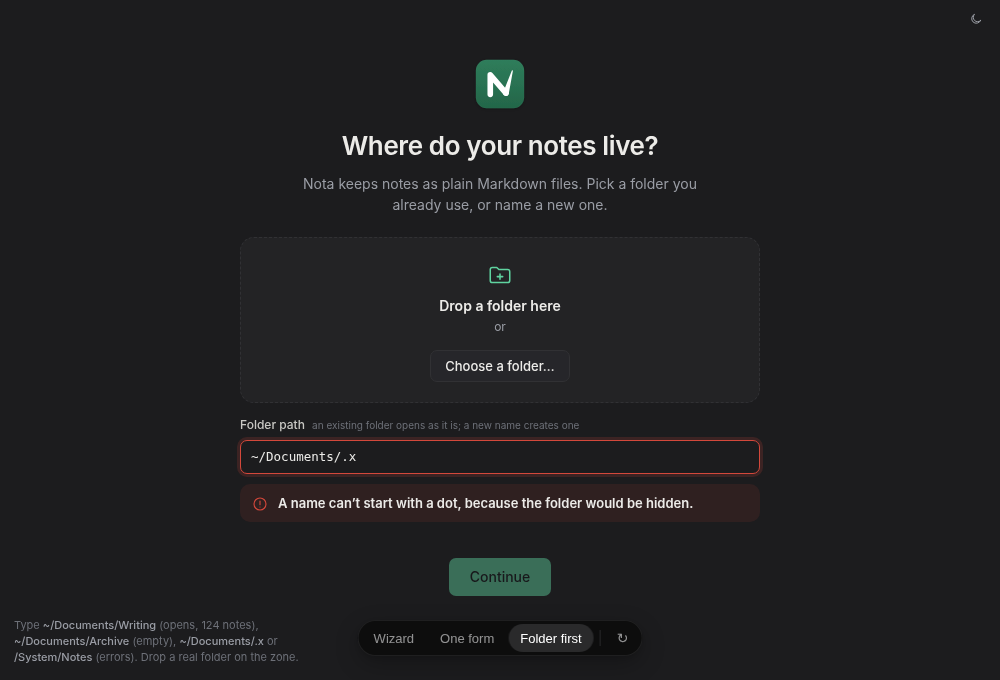 N
Where do your notes live?
Nota keeps notes as plain Markdown files. Pick a folder you
already use, or name a new one.
Drop a folder here
or
Choose a folder…
Folder path an existing folder opens as it is; a new name creates one
~/Documents/.x
A name can’t start with a dot, because the folder would be hidden.
Continue
Type ~/Documents/Writing (opens, 124 notes),
~/Documents/Archive (empty), ~/Documents/.x or
/System/Notes (errors). Drop a real folder on the zone.
Wizard One form Folder first ↻